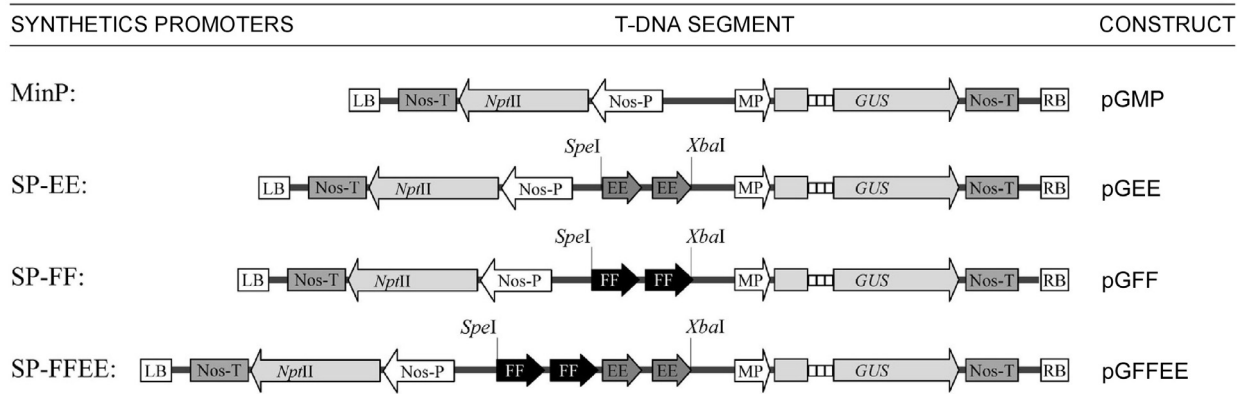 SYNTHETICS PROMOTERS T-DNA SEGMENT CONSTRUCT
MinP: LB Nos-T NptII Nos-P MP GUS Nos-T RB pGMP
SpeI XbaI
SP-EE: LB Nos-T NptII Nos-P EE EE MP GUS Nos-T RB pGEE
SpeI XbaI
SP-FF: LB Nos-T NptII Nos-P FF FF MP GUS Nos-T RB pGFF
SpeI XbaI
SP-FFEE: LB Nos-T NptII Nos-P FF FF EE EE MP GUS Nos-T RB pGFFEE